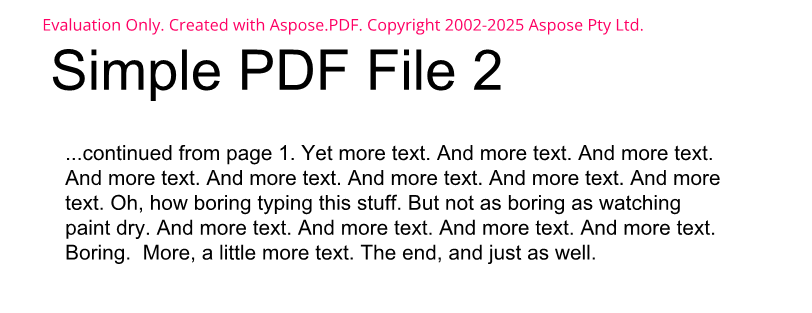 Evaluation Only. Created with Aspose.PDF. Copyright 2002-2025 Aspose Pty Ltd.
Simple PDF File 2
...continued from page 1. Yet more text. And more text. And more text.
And more text. And more text. And more text. And more text. And more
text. Oh, how boring typing this stuff. But not as boring as watching
paint dry. And more text. And more text. And more text. And more text.
Boring.  More, a little more text. The end, and just as well.